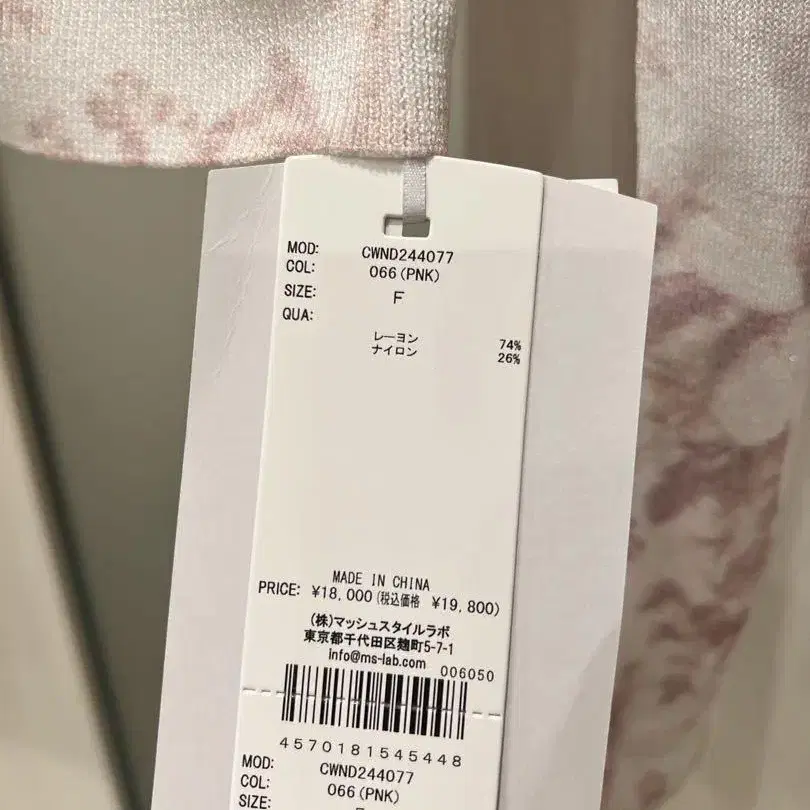 MOD: CWND244077
COL: 066(PNK)
SIZE: F
QUA:
レーヨン 74%
ナイロン 26%
MADE IN CHINA
PRICE: ¥18,000(税込価格 ¥19,800)
(株)マッシュスタイルラボ
東京都千代田区麹町5-7-1
info@ms-lab.com 006050
4570181545448
MOD: CWND244077
COL: 066(PNK)
SIZE: